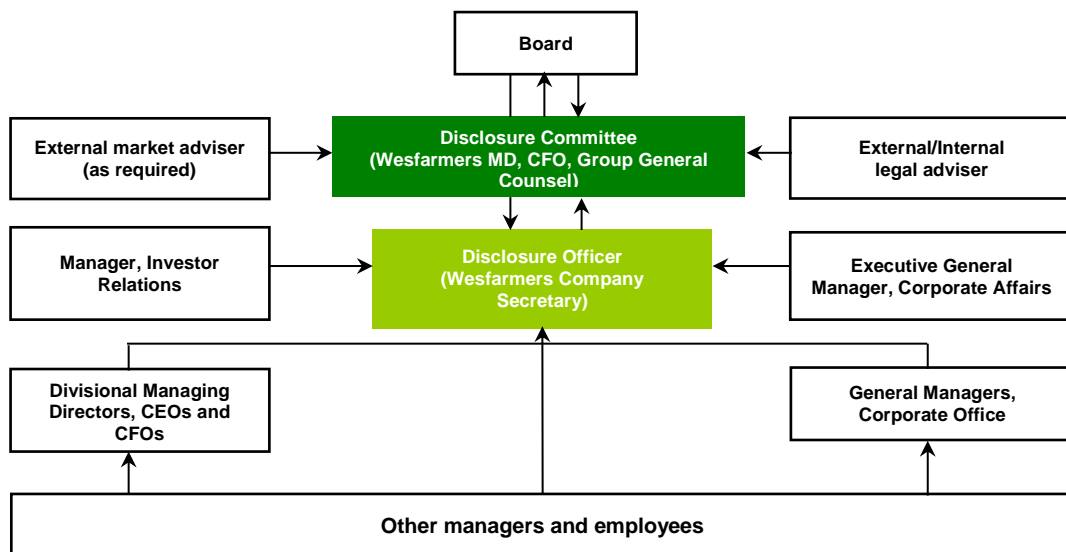 Board
External market adviser
(as required)
Disclosure Committee
(Wesfarmers MD, CFO, Group General
Counsel)
External/Internal
legal adviser
Manager, Investor
Relations
Disclosure Officer
(Wesfarmers Company
Secretary)
Executive General
Manager, Corporate Affairs
Divisional Managing
Directors, CEOs and
CFOs
General Managers,
Corporate Office
Other managers and employees